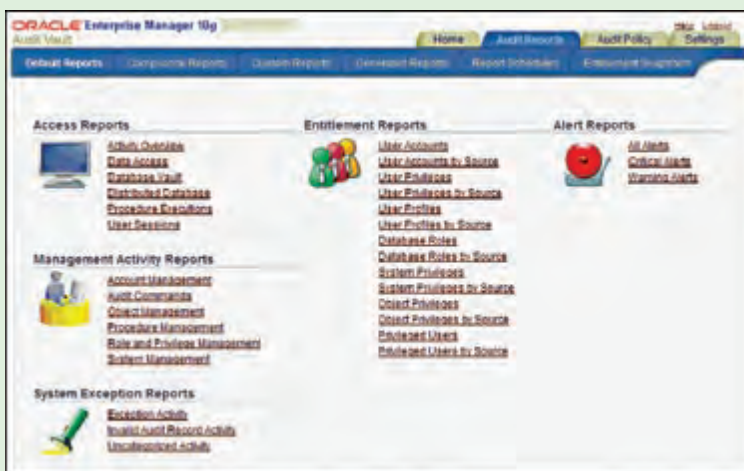 ORACLE Enterprise Manager 10g
Audit Vault
Help Logout
Home
Audit Reports
Audit Policy
Settings
Default Reports
Compliance Reports
Custom Reports
Generated Reports
Report Schedules
Entitlement Snapshots
Access Reports
Activity Overview
Data Access
Database Vault
Distributed Database
Procedure Executions
User Sessions
Management Activity Reports
Account Management
Audit Commands
Object Management
Procedure Management
Role and Privilege Management
System Management
System Exception Reports
Exception Activity
Invalid Audit Record Activity
Uncategorized Activity
Entitlement Reports
User Accounts
User Accounts by Source
User Privileges
User Privileges by Source
User Profiles
User Profiles by Source
Database Roles
Database Roles by Source
System Privileges
System Privileges by Source
Object Privileges
Object Privileges by Source
Privileged Users
Privileged Users by Source
Alert Reports
All Alerts
Critical Alerts
Warning Alerts